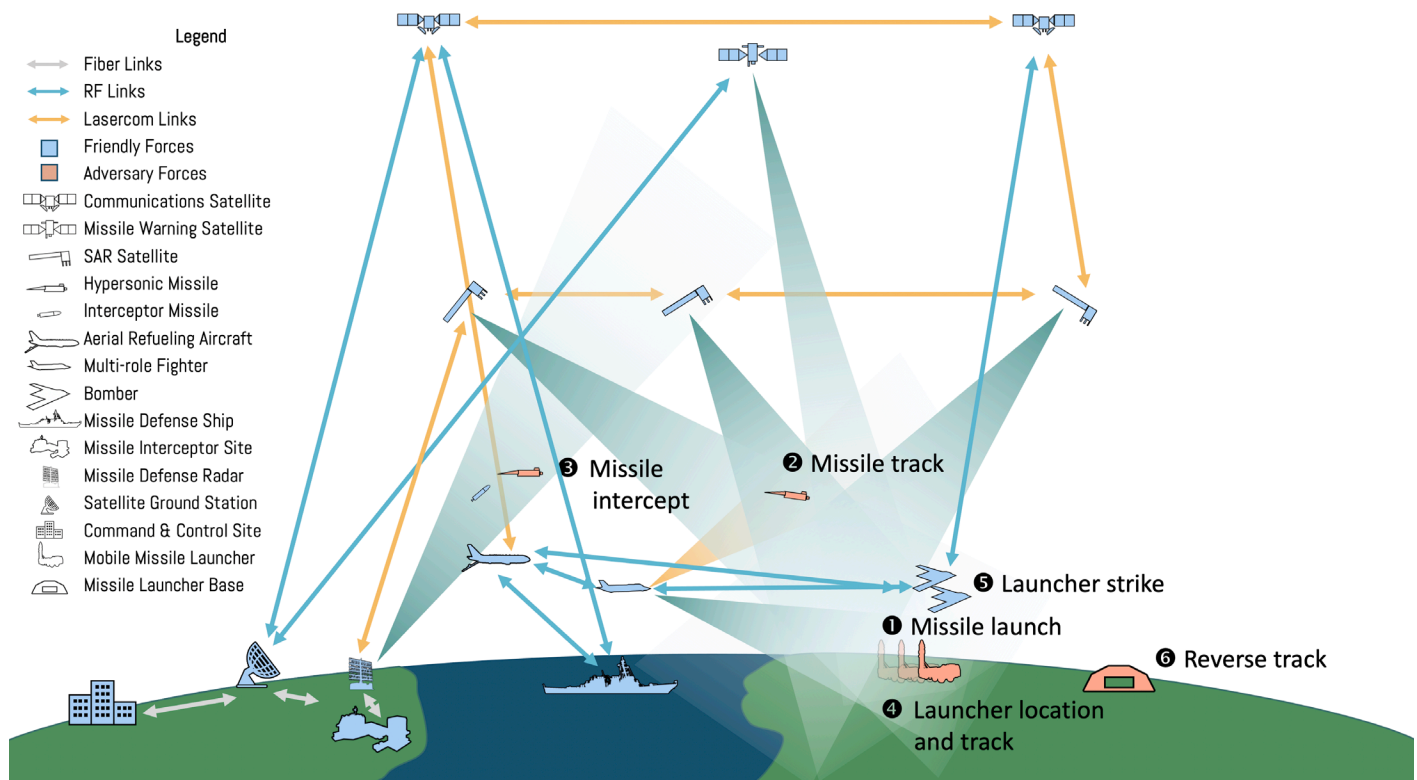 Legend
Fiber Links
RF Links
Lasercom Links
Friendly Forces
Adversary Forces
Communications Satellite
Missile Warning Satellite
SAR Satellite
Hypersonic Missile
Interceptor Missile
Aerial Refueling Aircraft
Multi-role Fighter
Bomber
Missile Defense Ship
Missile Interceptor Site
Missile Defense Radar
Satellite Ground Station
Command & Control Site
Mobile Missile Launcher
Missile Launcher Base
❸ Missile
intercept
❷ Missile track
❺ Launcher strike
❶ Missile launch
❻ Reverse track
❹ Launcher location
and track